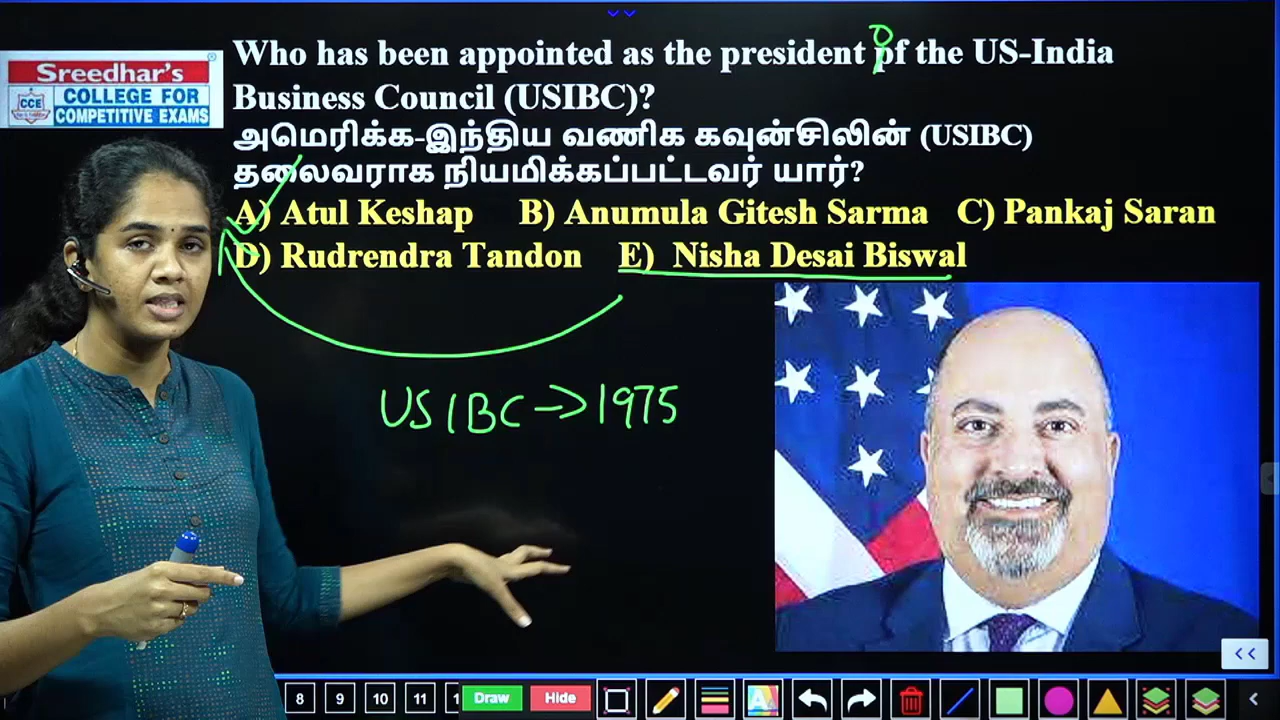 Who has been appointed as the president pf the US-India
Business Council (USIBC)?
அமெரிக்க-இந்திய வணிக கவுன்சிலின் (USIBC)
தலைவராக நியமிக்கப்பட்டவர் யார்?
A) Atul Keshap B) Anumula Gitesh Sarma C) Pankaj Saran
D) Rudrendra Tandon E) Nisha Desai Biswal
Sreedhar's
CCE
COLLEGE FOR
COMPETITIVE EXAMS
o
USIBC → 1975
<<
8 9 10 11 1 Draw Hide A <